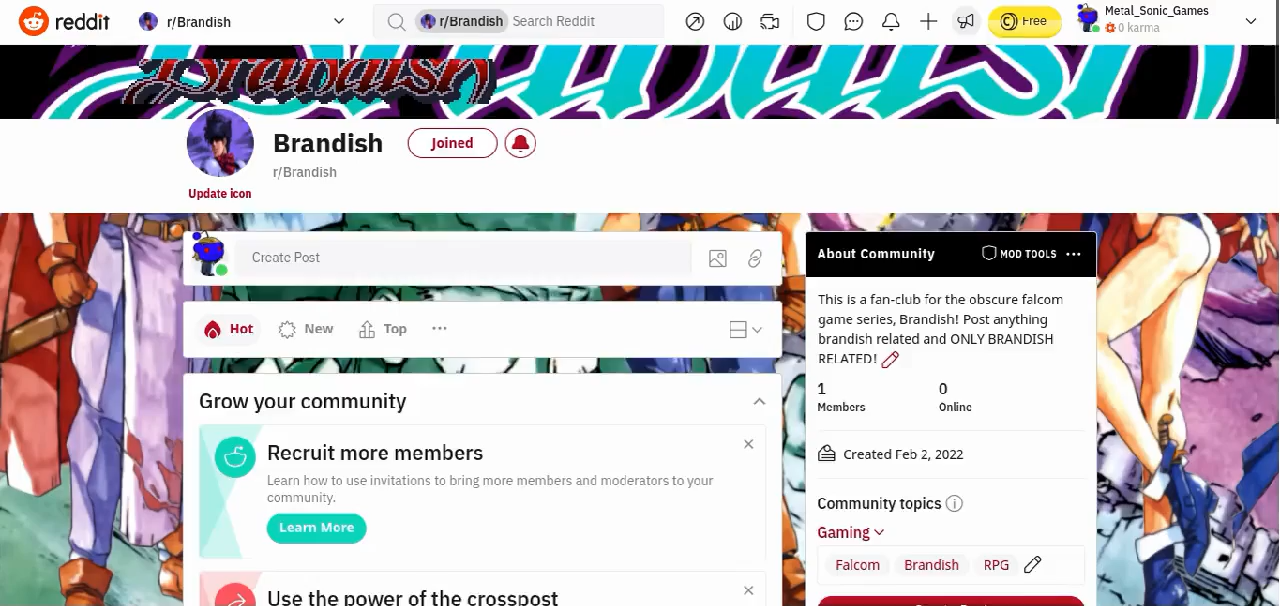 reddit
r/Brandish
r/Brandish Search Reddit
Free
Metal_Sonic_Games
0 karma
Brandish
Brandish
Joined
r/Brandish
Update icon
Create Post
Hot
New
Top
Grow your community
Recruit more members
Learn how to use invitations to bring more members and moderators to your
community.
Learn More
Use the power of the crosspost
About Community
MOD TOOLS
This is a fan-club for the obscure falcom
game series, Brandish! Post anything
brandish related and ONLY BRANDISH
RELATED!
1
Members
0
Online
Created Feb 2, 2022
Community topics
Gaming
Falcom
Brandish
RPG